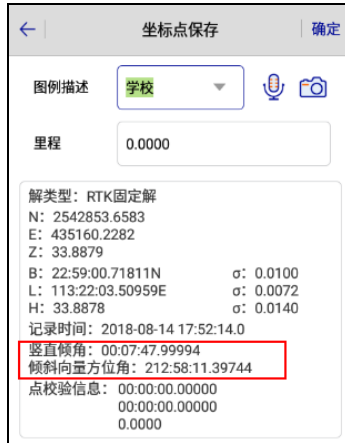 坐标点保存 确定
图例描述 学校
里程 0.0000
解类型：RTK固定解
N：2542853.6583
E：435160.2282
Z：33.8879
B：22:59:00.71811N σ：0.0100
L：113:22:03.50959E σ：0.0072
H：33.8878 σ：0.0140
记录时间：2018-08-14 17:52:14.0
竖直倾角：00:07:47.99994
倾斜向量方位角：212:58:11.39744
点校验信息：00:00:00.00000
00:00:00.00000
0.0000